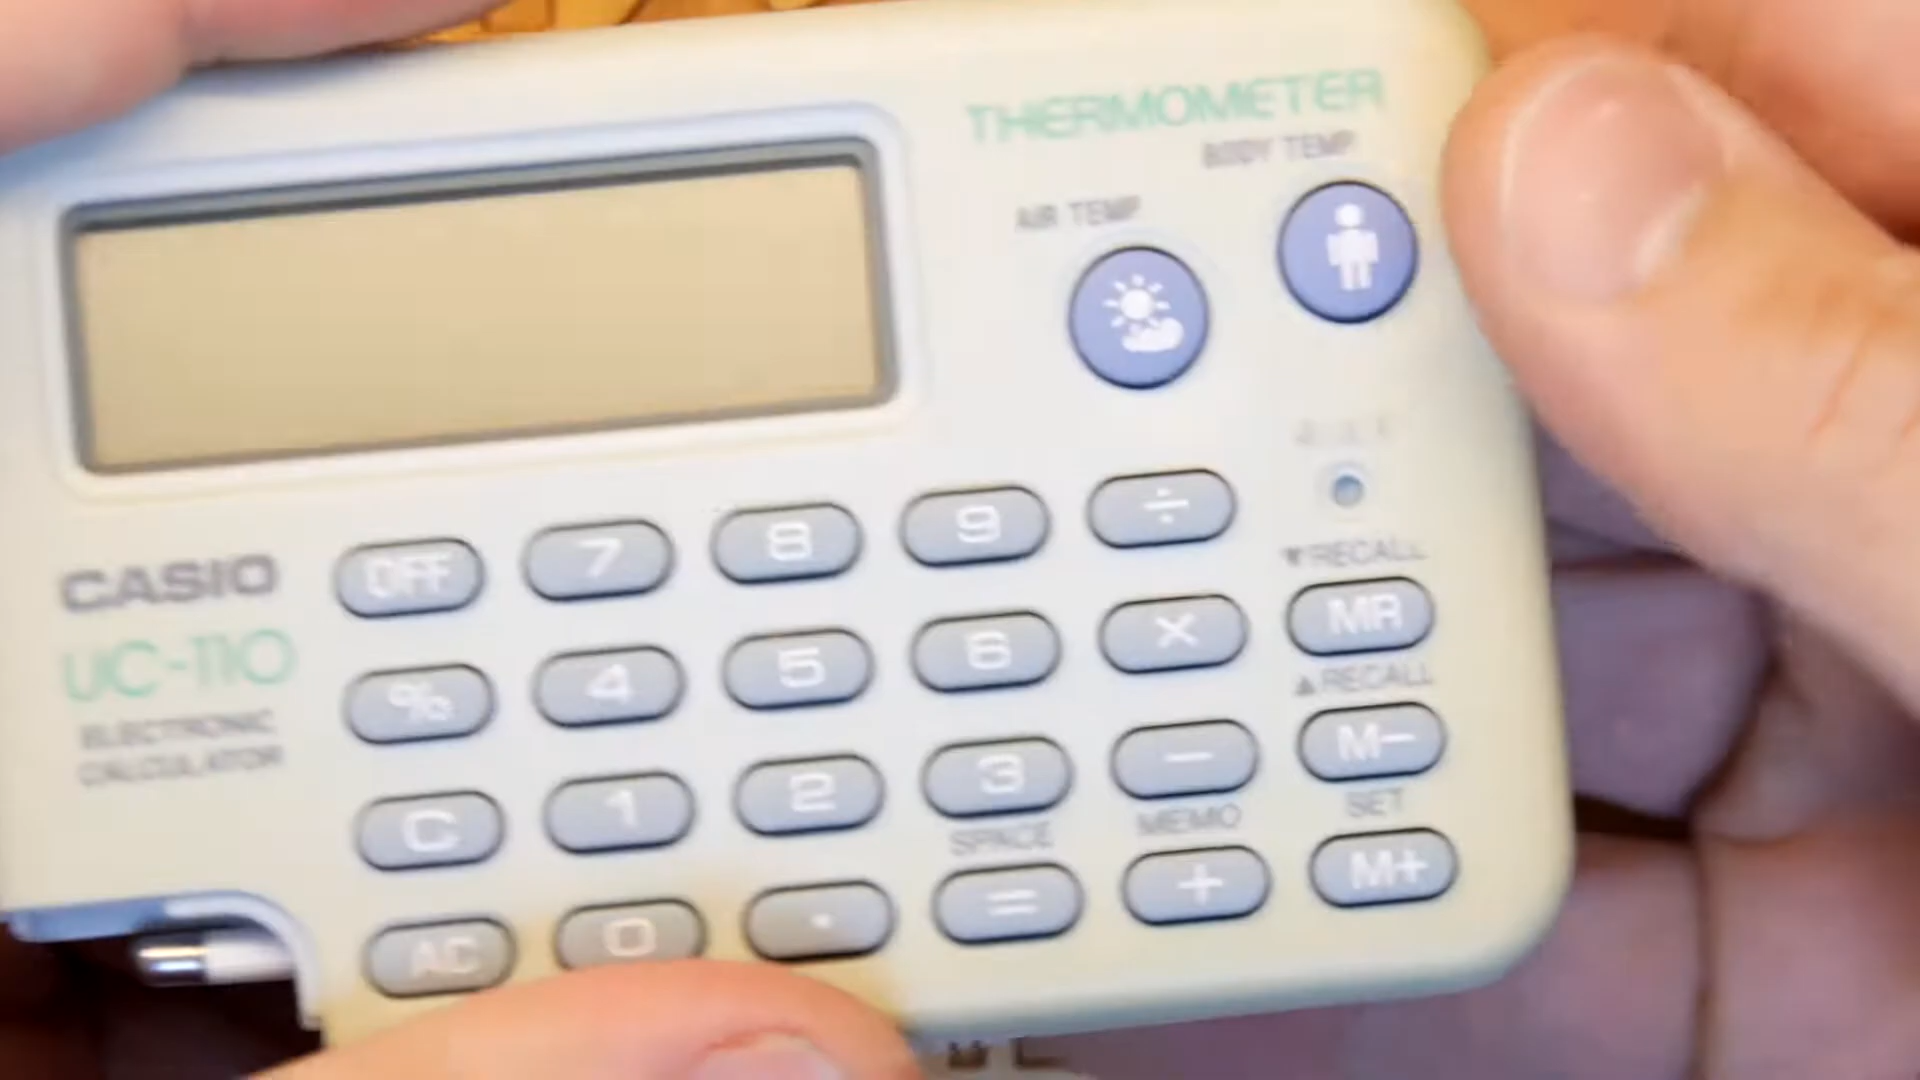 THERMOMETER
BODY TEMP
AIR TEMP
CASIO
UC-110
ELECTRONIC
CALCULATOR
OFF 7 8 9 ÷
▼RECALL
% 4 5 6 × MR
▲RECALL
C 1 2 3 − M−
SPACE MEMO SET
AC 0 . = + M+